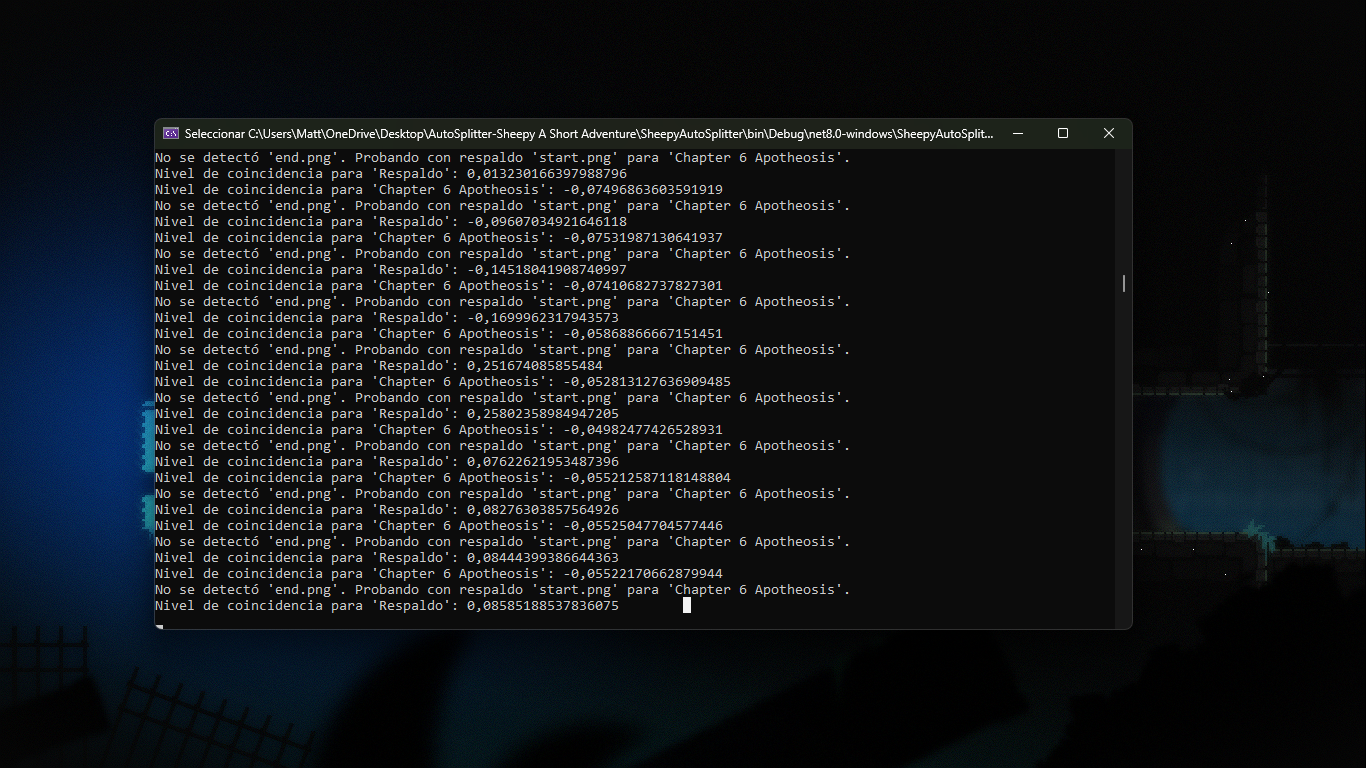 Seleccionar C:\Users\Matt\OneDrive\Desktop\AutoSplitter-Sheepy A Short Adventure\SheepyAutoSplitter\bin\Debug\net8.0-windows\SheepyAutoSplit...
No se detectó 'end.png'. Probando con respaldo 'start.png' para 'Chapter 6 Apotheosis'.
Nivel de coincidencia para 'Respaldo': 0,013230166397988796
Nivel de coincidencia para 'Chapter 6 Apotheosis': -0,07496863603591919
No se detectó 'end.png'. Probando con respaldo 'start.png' para 'Chapter 6 Apotheosis'.
Nivel de coincidencia para 'Respaldo': -0,09607034921646118
Nivel de coincidencia para 'Chapter 6 Apotheosis': -0,07531987130641937
No se detectó 'end.png'. Probando con respaldo 'start.png' para 'Chapter 6 Apotheosis'.
Nivel de coincidencia para 'Respaldo': -0,14518041908740997
Nivel de coincidencia para 'Chapter 6 Apotheosis': -0,07410682737827301
No se detectó 'end.png'. Probando con respaldo 'start.png' para 'Chapter 6 Apotheosis'.
Nivel de coincidencia para 'Respaldo': -0,1699962317943573
Nivel de coincidencia para 'Chapter 6 Apotheosis': -0,05868866667151451
No se detectó 'end.png'. Probando con respaldo 'start.png' para 'Chapter 6 Apotheosis'.
Nivel de coincidencia para 'Respaldo': 0,251674085855484
Nivel de coincidencia para 'Chapter 6 Apotheosis': -0,052813127636909485
No se detectó 'end.png'. Probando con respaldo 'start.png' para 'Chapter 6 Apotheosis'.
Nivel de coincidencia para 'Respaldo': 0,25802358984947205
Nivel de coincidencia para 'Chapter 6 Apotheosis': -0,04982477426528931
No se detectó 'end.png'. Probando con respaldo 'start.png' para 'Chapter 6 Apotheosis'.
Nivel de coincidencia para 'Respaldo': 0,07622621953487396
Nivel de coincidencia para 'Chapter 6 Apotheosis': -0,055212587118148804
No se detectó 'end.png'. Probando con respaldo 'start.png' para 'Chapter 6 Apotheosis'.
Nivel de coincidencia para 'Respaldo': 0,08276303857564926
Nivel de coincidencia para 'Chapter 6 Apotheosis': -0,05525047704577446
No se detectó 'end.png'. Probando con respaldo 'start.png' para 'Chapter 6 Apotheosis'.
Nivel de coincidencia para 'Respaldo': 0,08444399386644363
Nivel de coincidencia para 'Chapter 6 Apotheosis': -0,05522170662879944
No se detectó 'end.png'. Probando con respaldo 'start.png' para 'Chapter 6 Apotheosis'.
Nivel de coincidencia para 'Respaldo': 0,08585188537836075